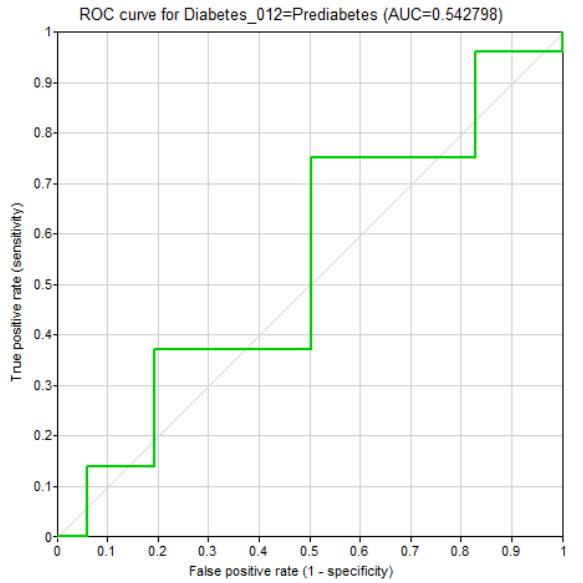 ROC curve for Diabetes_012=Prediabetes (AUC=0.542798)
1
0.9
0.8
0.7
0.6
0.5
0.4
0.3
0.2
0.1
0
True positive rate (sensitivity)
0 0.1 0.2 0.3 0.4 0.5 0.6 0.7 0.8 0.9 1
False positive rate (1 - specificity)